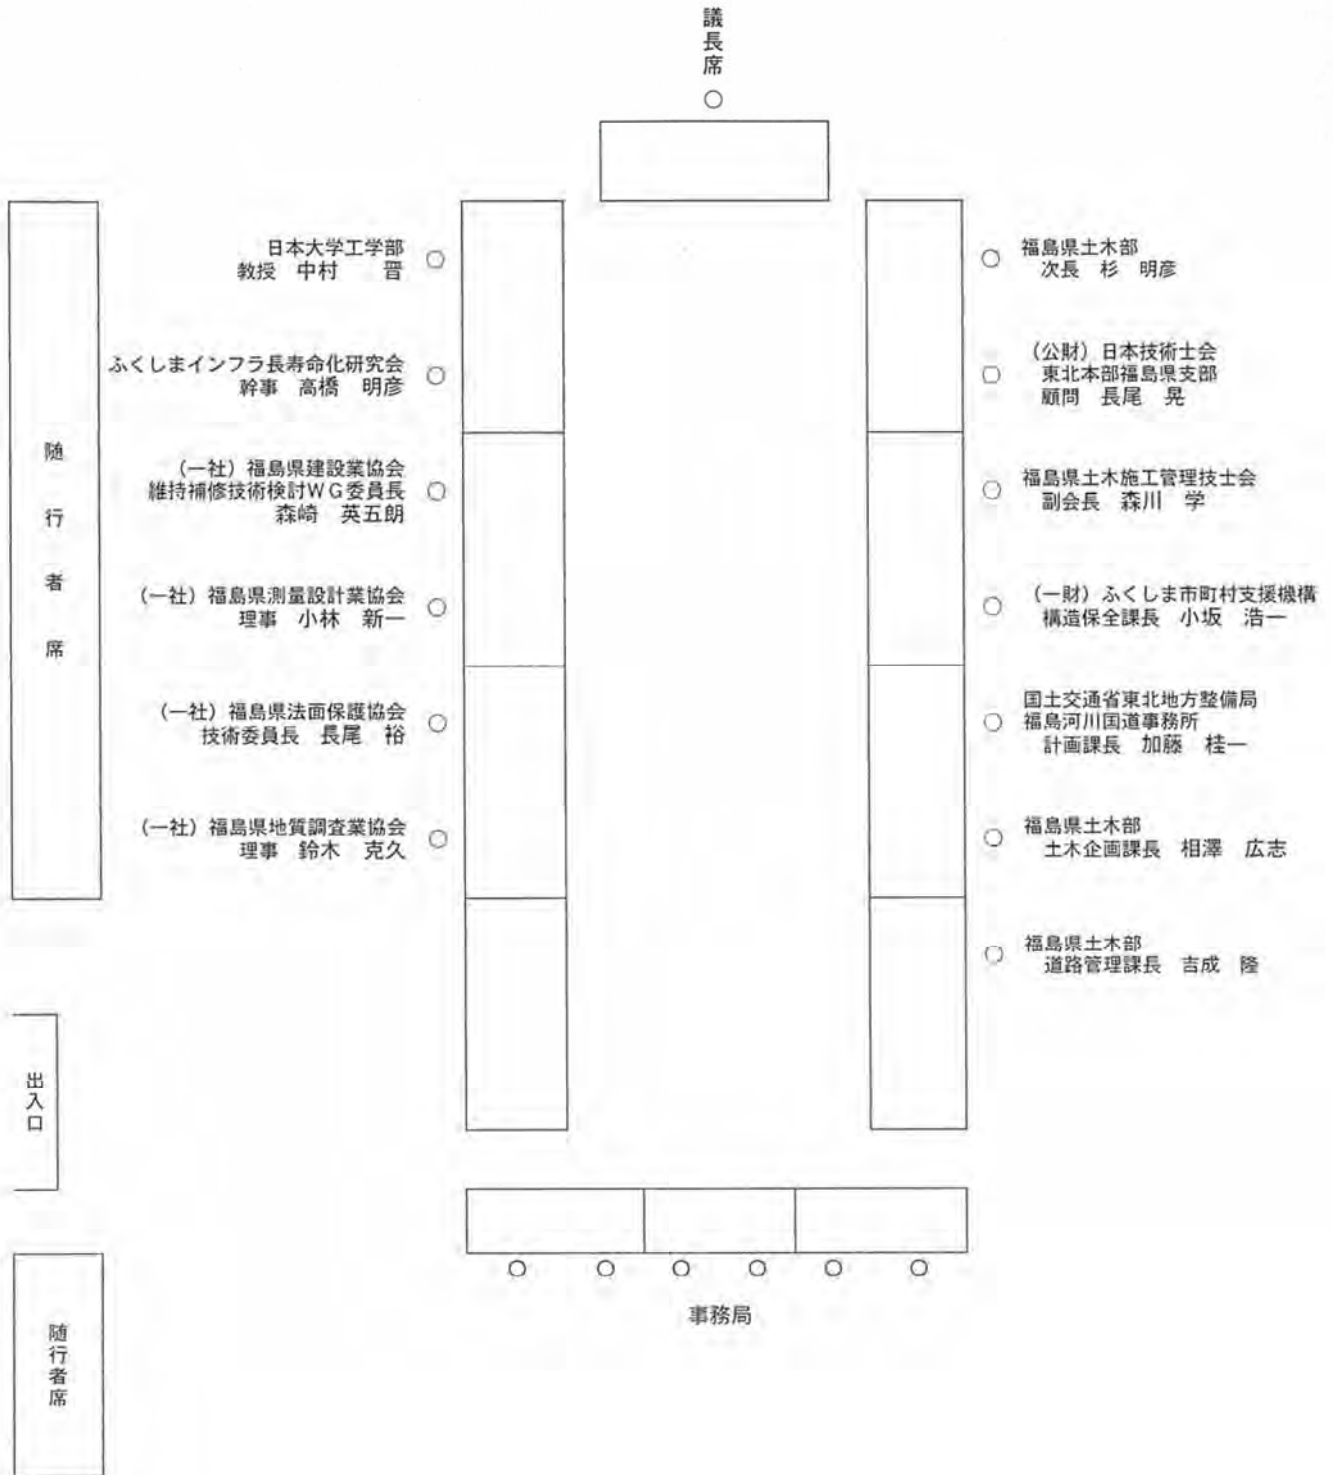 議長席
日本大学工学部
教授 中村 晋
ふくしまインフラ長寿命化研究会
幹事 高橋 明彦
(一社)福島県建設業協会
維持補修技術検討WG委員長
森崎 英五朗
(一社)福島県測量設計業協会
理事 小林 新一
(一社)福島県法面保護協会
技術委員長 長尾 裕
(一社)福島県地質調査業協会
理事 鈴木 克久
福島県土木部
次長 杉 明彦
(公財)日本技術士会
東北本部福島県支部
顧問 長尾 晃
福島県土木施工管理技士会
副会長 森川 学
(一財)ふくしま市町村支援機構
構造保全課長 小坂 浩一
国土交通省東北地方整備局
福島河川国道事務所
計画課長 加藤 桂一
福島県土木部
土木企画課長 相澤 広志
福島県土木部
道路管理課長 吉成 隆
随行者席
出入口
随行者席
事務局